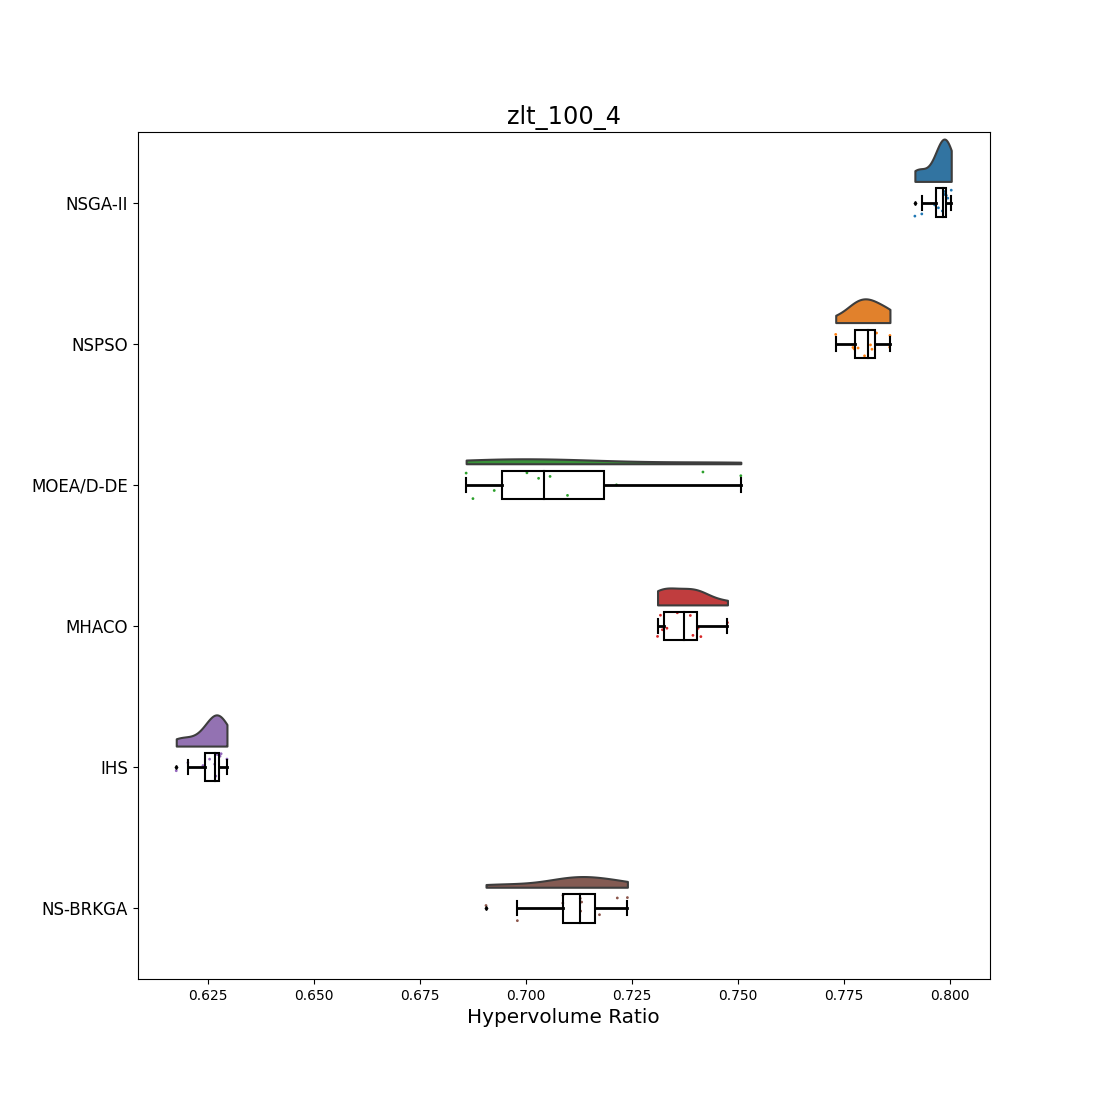 zlt_100_4
NSGA-II
NSPSO
MOEA/D-DE
MHACO
IHS
NS-BRKGA
0.625 0.650 0.675 0.700 0.725 0.750 0.775 0.800
Hypervolume Ratio